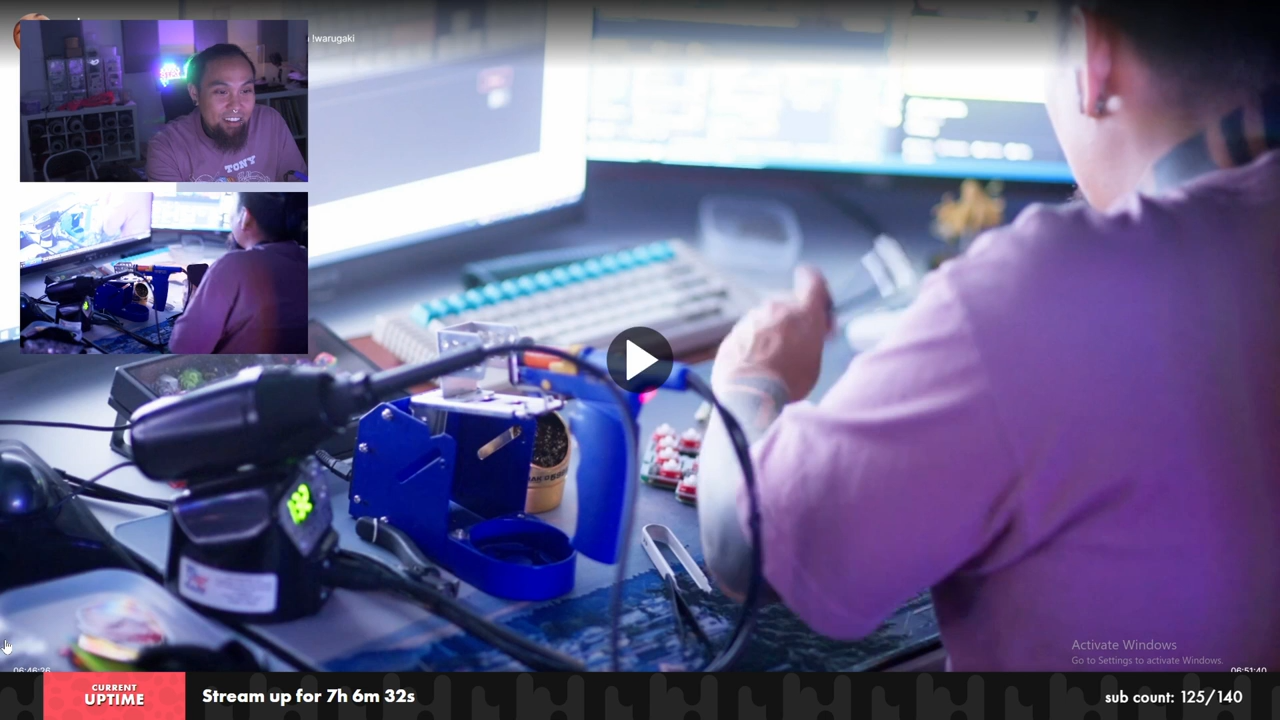 !warugaki
TONY
Activate Windows
Go to Settings to activate Windows.
06:46:36
06:51:40
CURRENT
UPTIME
Stream up for 7h 6m 32s
sub count: 125/140